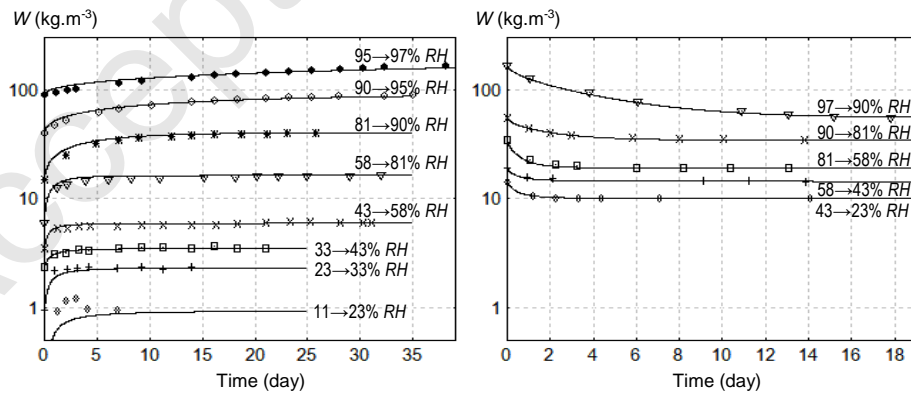 W (kg.m-3)
95→97% RH
90→95% RH
81→90% RH
58→81% RH
43→58% RH
33→43% RH
23→33% RH
11→23% RH
100
10
1
0 5 10 15 20 25 30 35
Time (day)
W (kg.m-3)
97→90% RH
90→81% RH
81→58% RH
58→43% RH
43→23% RH
100
10
1
0 2 4 6 8 10 12 14 16 18
Time (day)